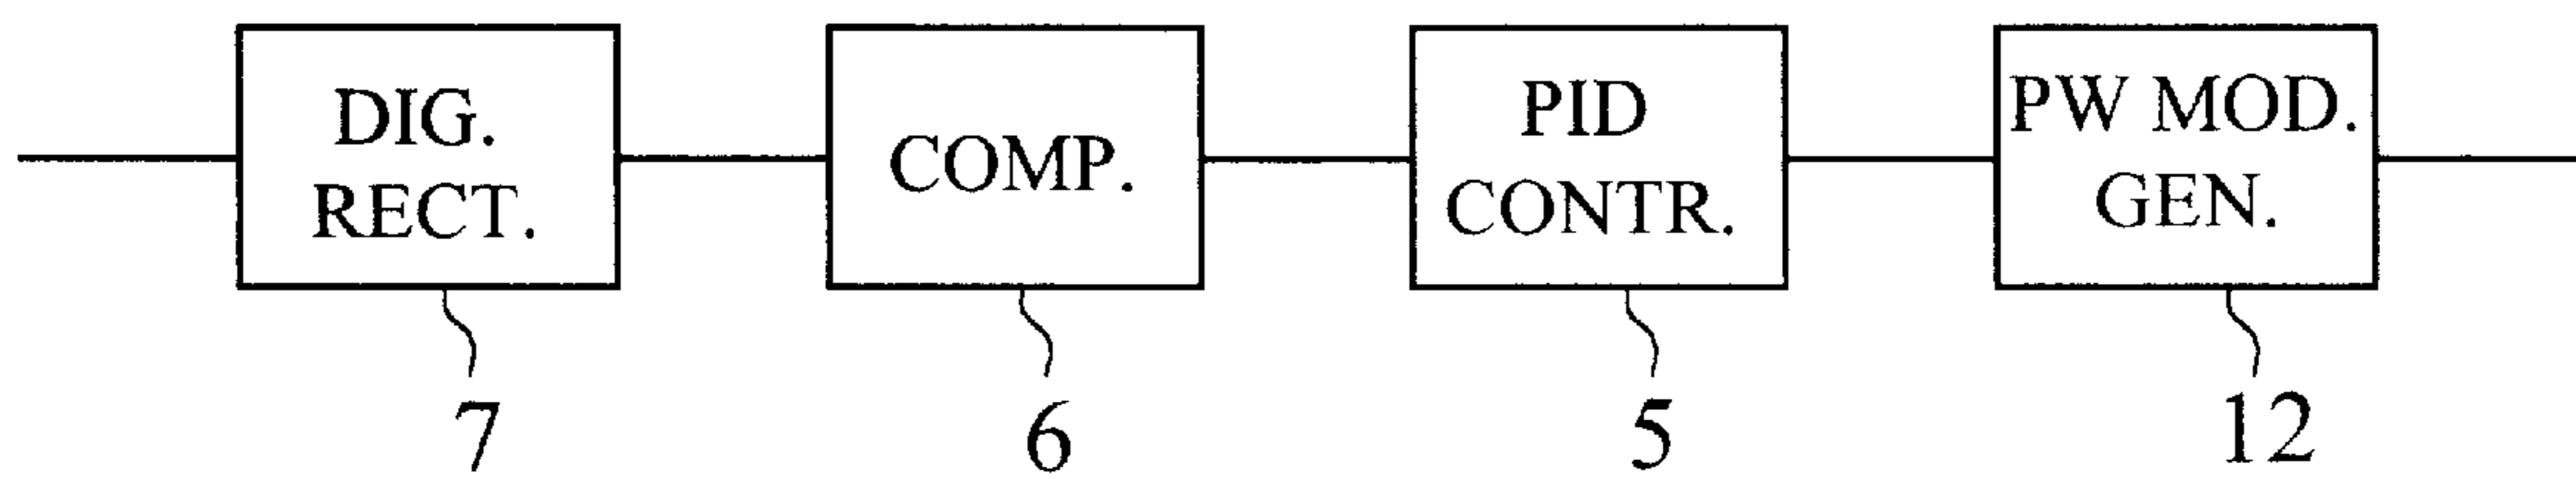 DIG.
RECT.
COMP.
PID
CONTR.
PW MOD.
GEN.
7
6
5
12